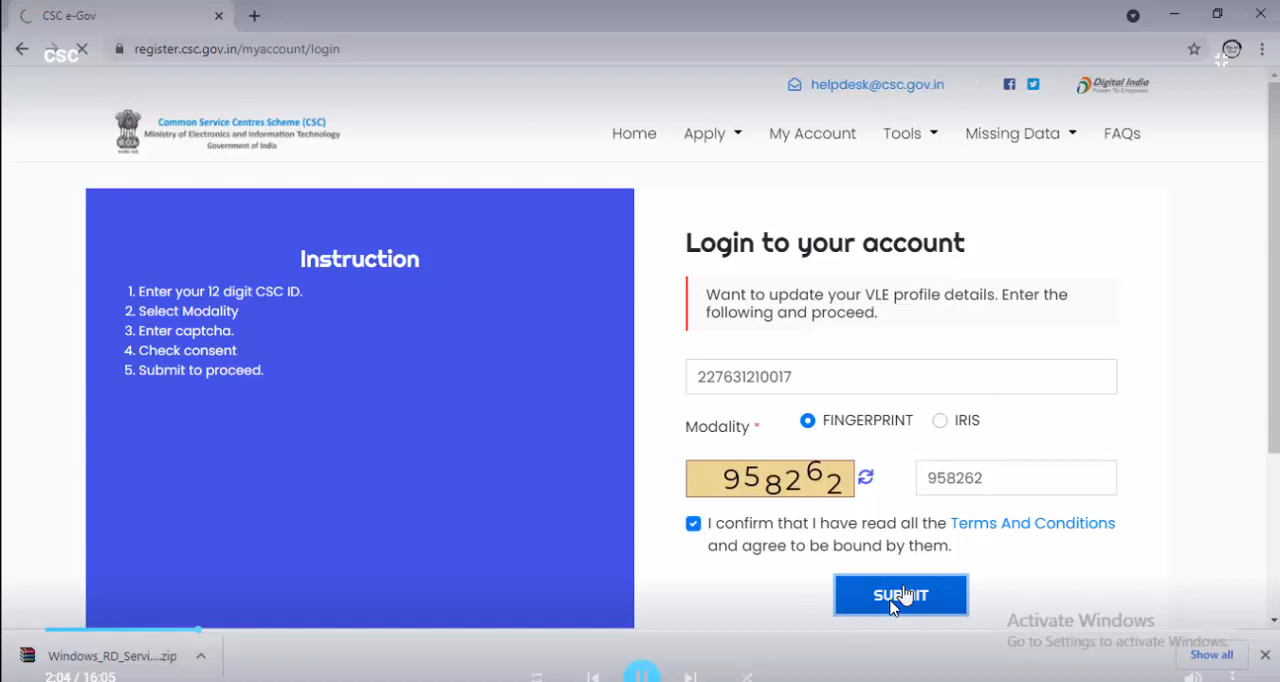 CSC e-Gov
csc
register.csc.gov.in/myaccount/login
helpdesk@csc.gov.in
Digital India
Power To Empower
Common Service Centres Scheme (CSC)
Ministry of Electronics and Information Technology
Government of India
Home Apply My Account Tools Missing Data FAQs
Instruction
1. Enter your 12 digit CSC ID.
2. Select Modality
3. Enter captcha.
4. Check consent
5. Submit to proceed.
Login to your account
Want to update your VLE profile details. Enter the
following and proceed.
227631210017
Modality * FINGERPRINT IRIS
958262 958262
I confirm that I have read all the Terms And Conditions
and agree to be bound by them.
SUBMIT
Activate Windows
Go to Settings to activate Windows.
Windows_RD_Servi....zip
Show all
2:04 / 16:05